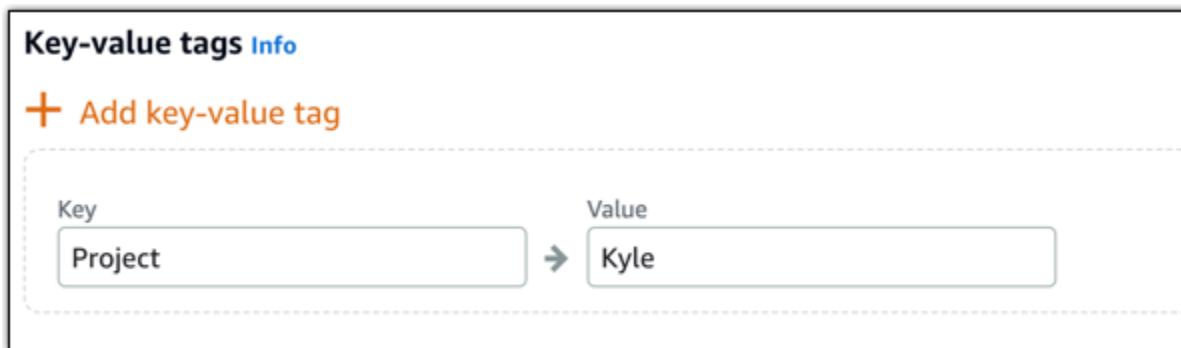 Key-value tags Info
+ Add key-value tag
Key Value
Project → Kyle